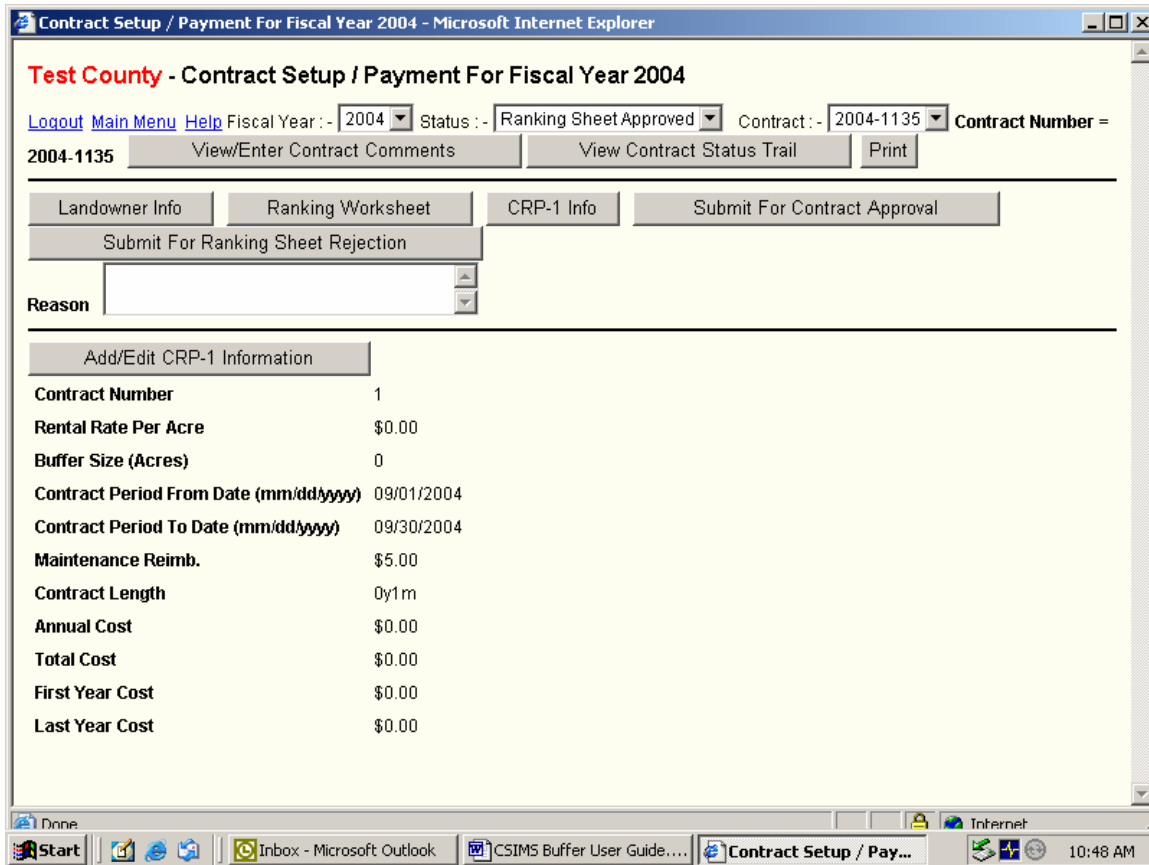 Contract Setup / Payment For Fiscal Year 2004 - Microsoft Internet Explorer
Test County - Contract Setup / Payment For Fiscal Year 2004
Logout Main Menu Help Fiscal Year : - 2004 Status : - Ranking Sheet Approved Contract : - 2004-1135 Contract Number =
2004-1135 View/Enter Contract Comments View Contract Status Trail Print
Landowner Info Ranking Worksheet CRP-1 Info Submit For Contract Approval
Submit For Ranking Sheet Rejection
Reason
Add/Edit CRP-1 Information
Contract Number 1
Rental Rate Per Acre $0.00
Buffer Size (Acres) 0
Contract Period From Date (mm/dd/yyyy) 09/01/2004
Contract Period To Date (mm/dd/yyyy) 09/30/2004
Maintenance Reimb. $5.00
Contract Length 0y1m
Annual Cost $0.00
Total Cost $0.00
First Year Cost $0.00
Last Year Cost $0.00
Done Internet
Start Inbox - Microsoft Outlook CSIMS Buffer User Guide.... Contract Setup / Pay... 10:48 AM